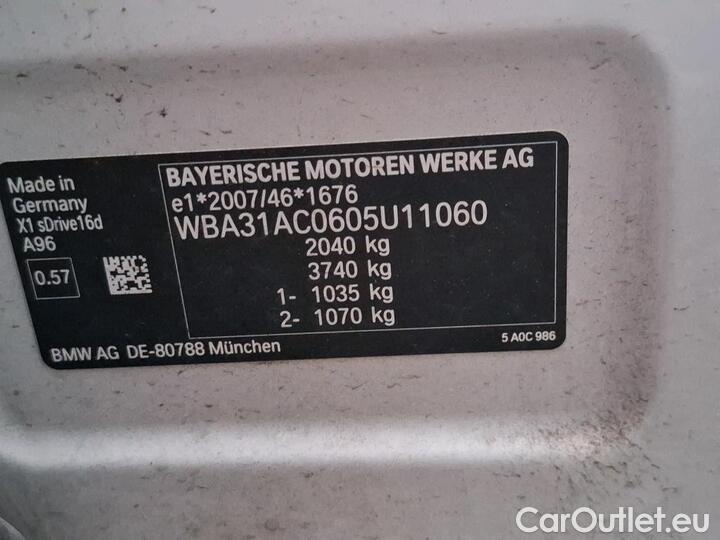 Made in
Germany
X1 sDrive16d
A96
0.57
BAYERISCHE MOTOREN WERKE AG
e1*2007/46*1676
WBA31AC0605U11060
2040 kg
3740 kg
1- 1035 kg
2- 1070 kg
BMW AG DE-80788 München
5 A0C 986
CarOutlet.eu